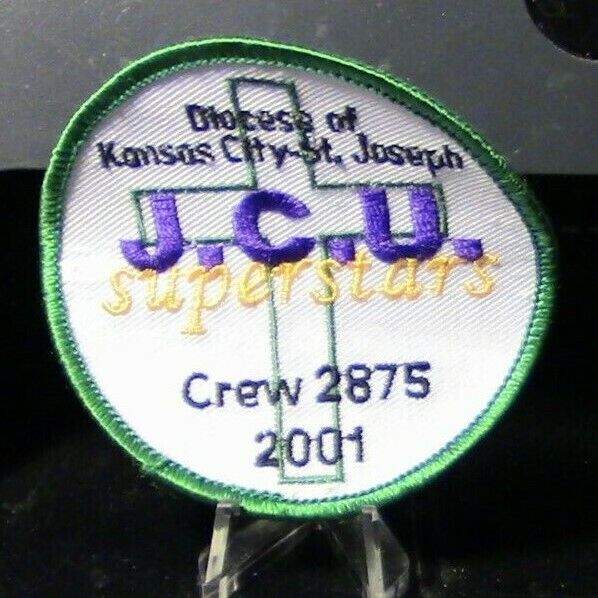 Diocese of
Kansas City-St. Joseph
J.C.U.
superstars
Crew 2875
2001